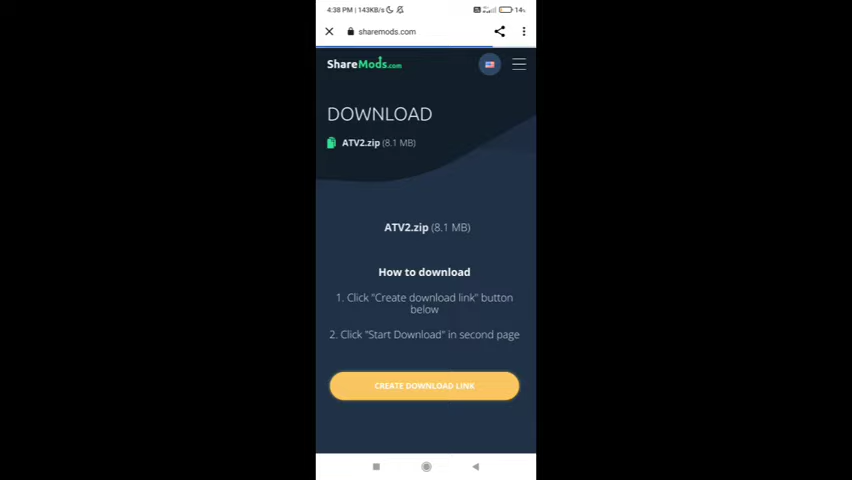 4:38 PM | 143KB/s
14%
sharemods.com
ShareMods.com
DOWNLOAD
ATV2.zip (8.1 MB)
ATV2.zip (8.1 MB)
How to download
1. Click "Create download link" button
below
2. Click "Start Download" in second page
CREATE DOWNLOAD LINK